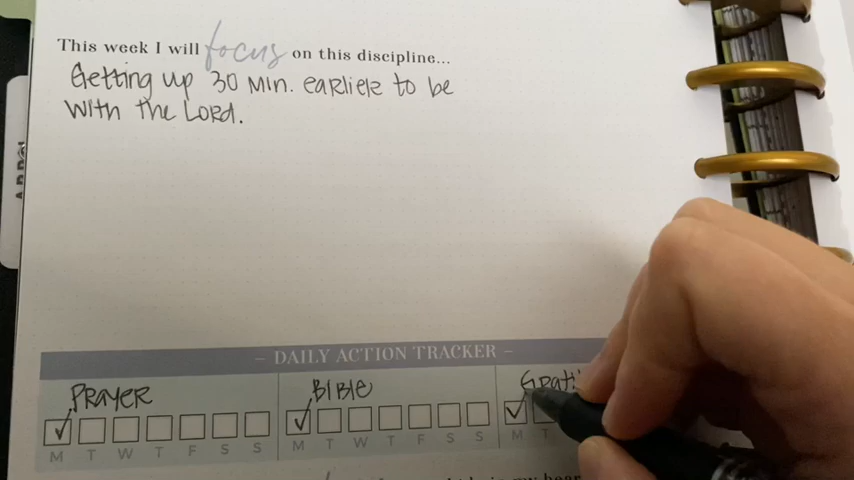 This week I will focus on this discipline...
Getting up 30 Min. earlier to be
with the Lord.
– DAILY ACTION TRACKER –
Prayer Bible
M T W T F S S M T W T F S S M T